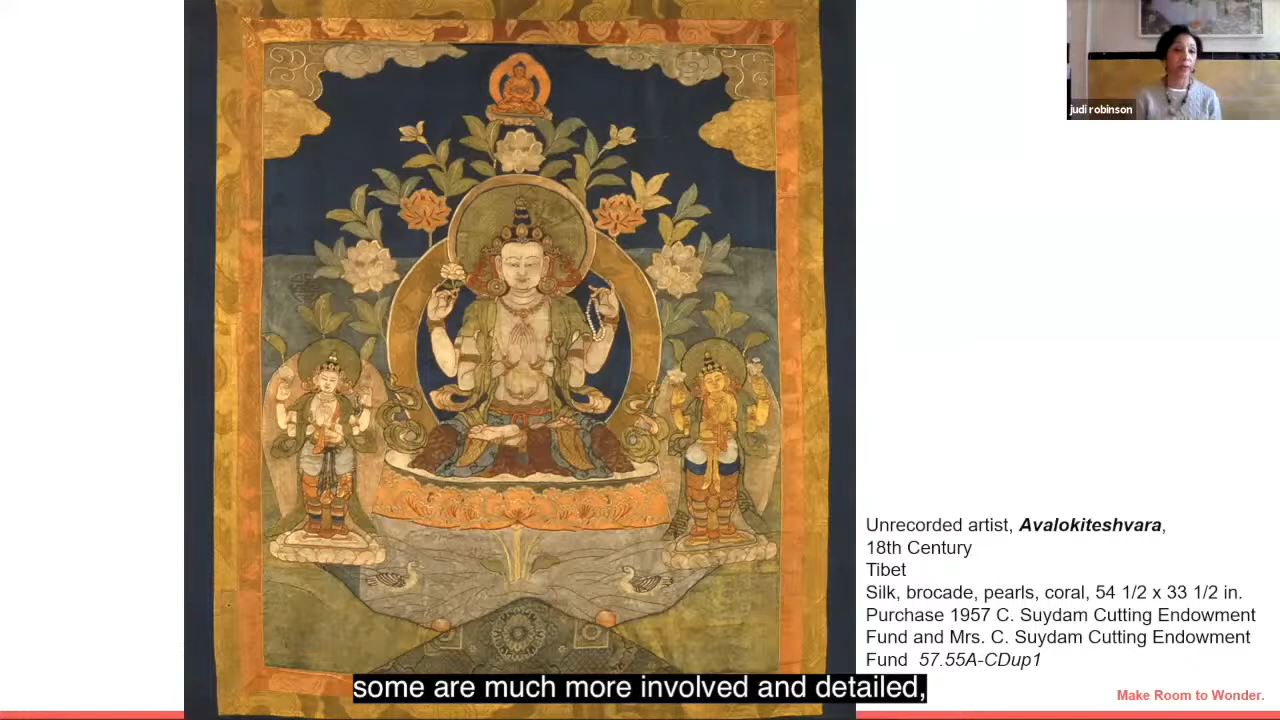 judi robinson
Unrecorded artist, Avalokiteshvara,
18th Century
Tibet
Silk, brocade, pearls, coral, 54 1/2 x 33 1/2 in.
Purchase 1957 C. Suydam Cutting Endowment
Fund and Mrs. C. Suydam Cutting Endowment
Fund 57.55A-CDup1
some are much more involved and detailed,
Make Room to Wonder.